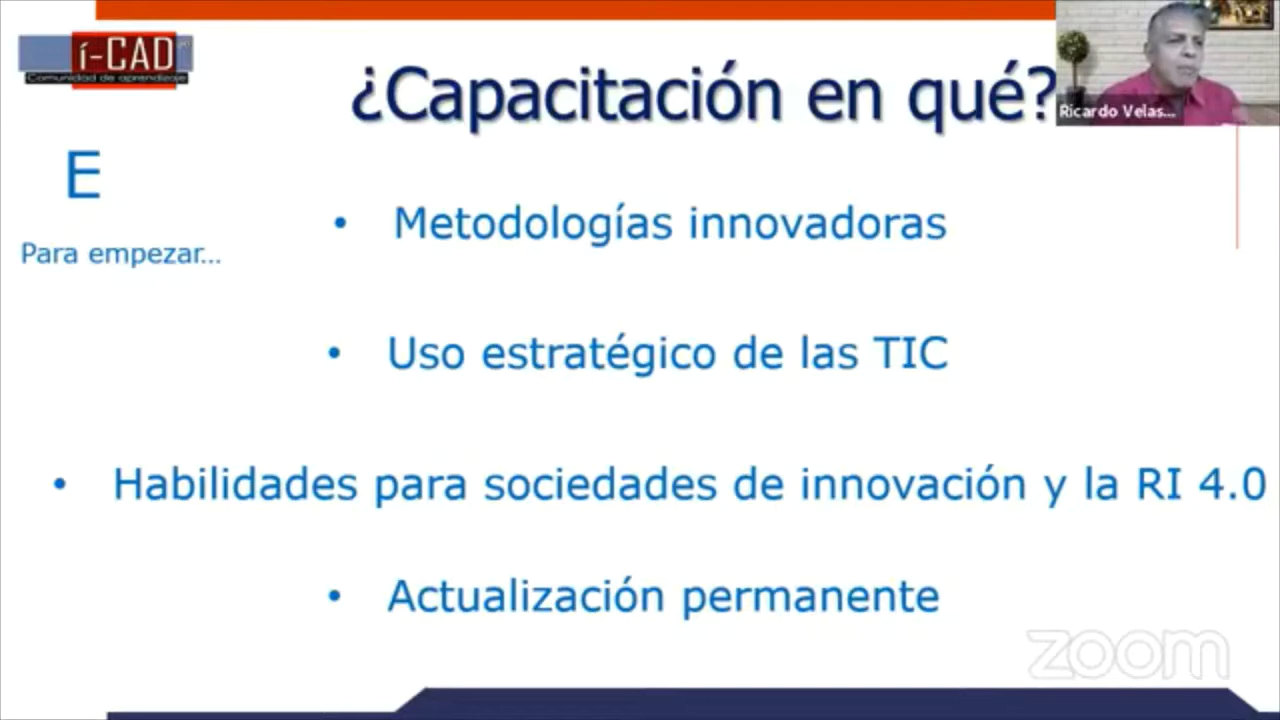 í-CAD
Comunidad de aprendizaje
¿Capacitación en qué?
Ricardo Velas...
E
Para empezar...
• Metodologías innovadoras
• Uso estratégico de las TIC
• Habilidades para sociedades de innovación y la RI 4.0
• Actualización permanente
zoom